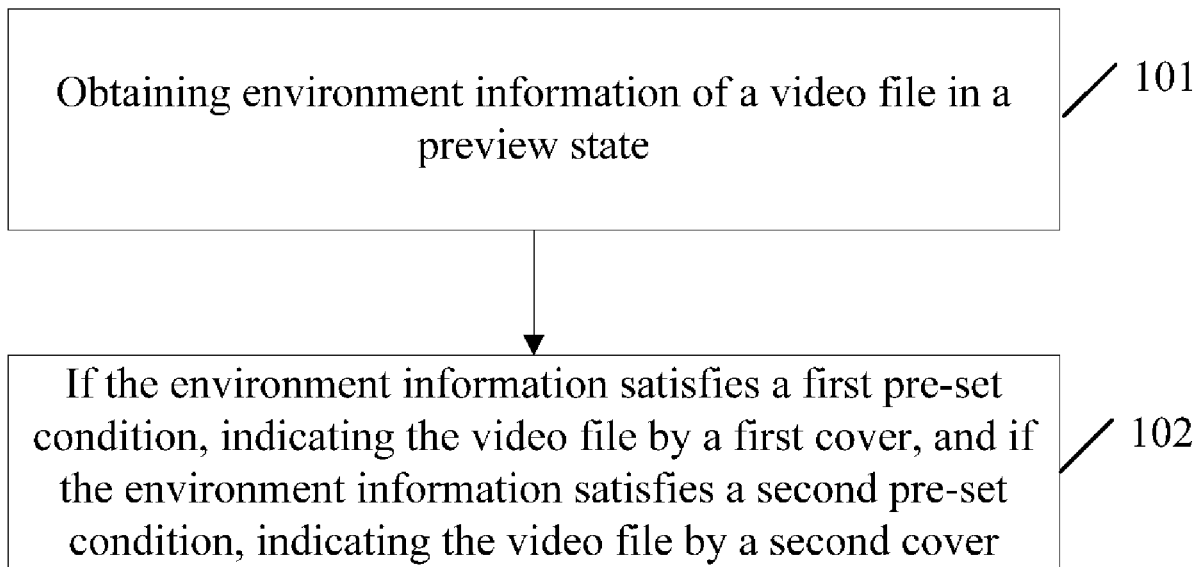 Obtaining environment information of a video file in a
preview state
101
If the environment information satisfies a first pre-set
condition, indicating the video file by a first cover, and if
the environment information satisfies a second pre-set
condition, indicating the video file by a second cover
102